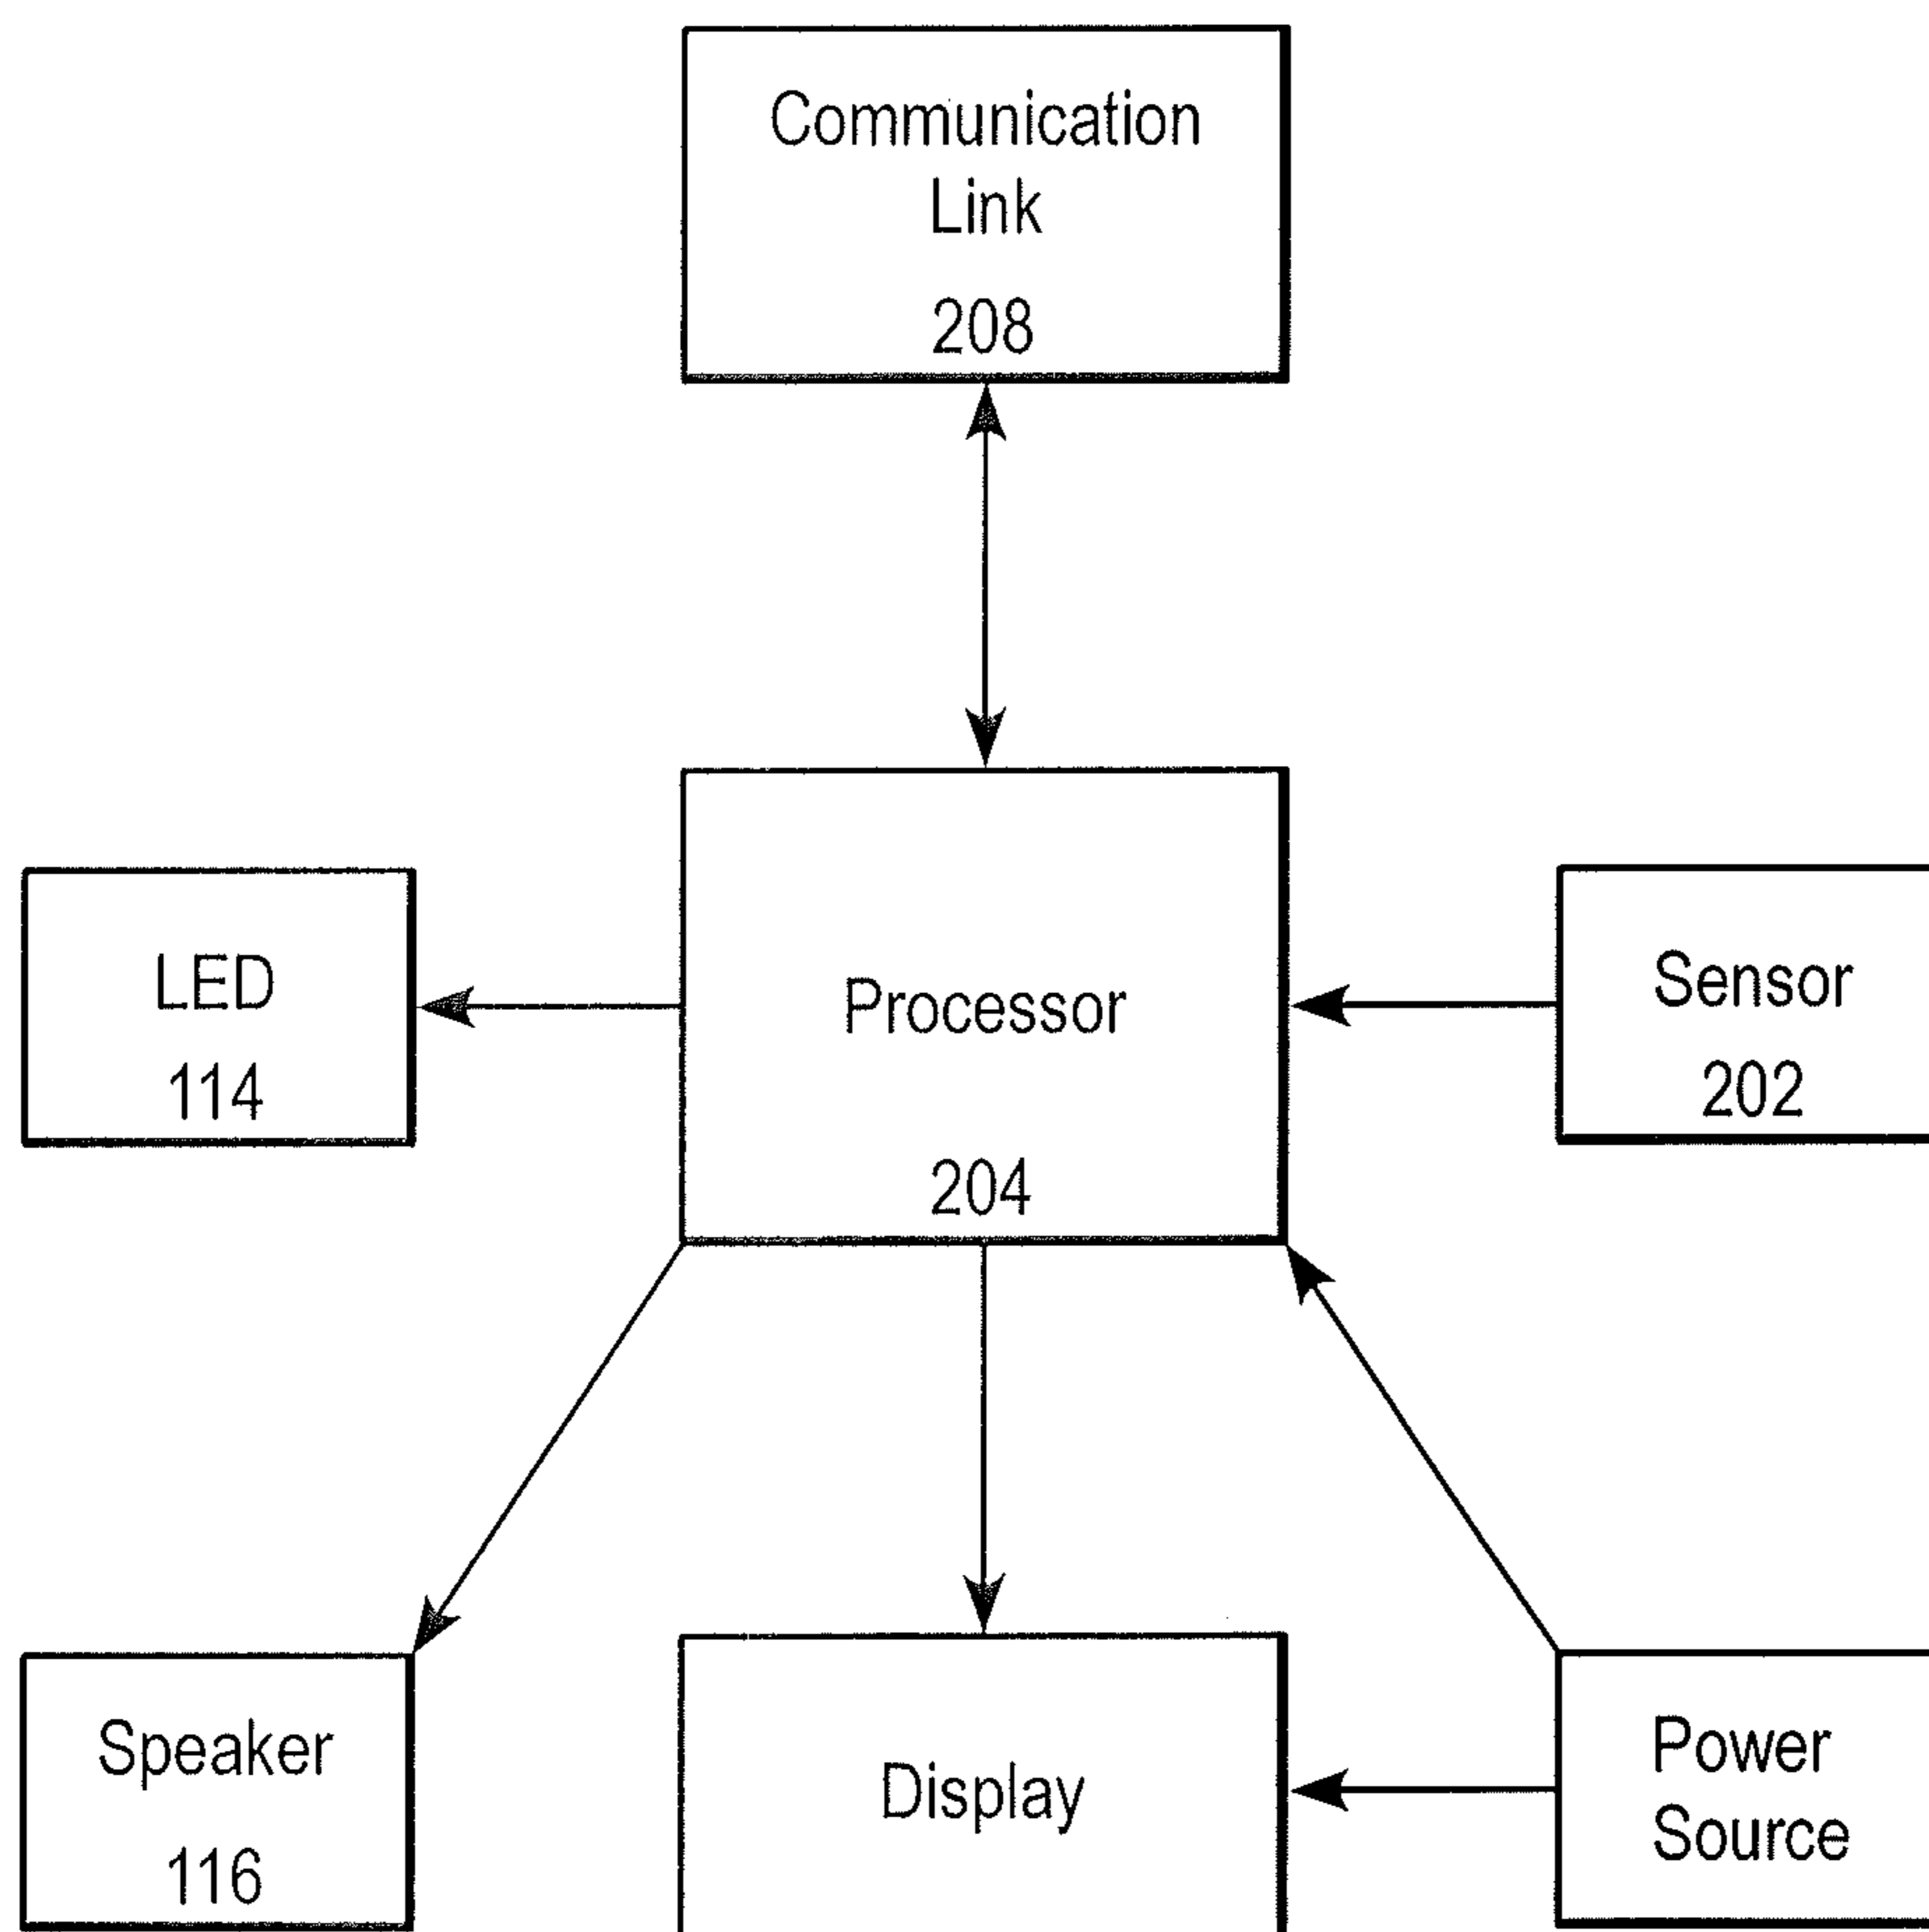 Communication
Link
208
LED
114
Processor
204
Sensor
202
Speaker
116
Display
Power
Source